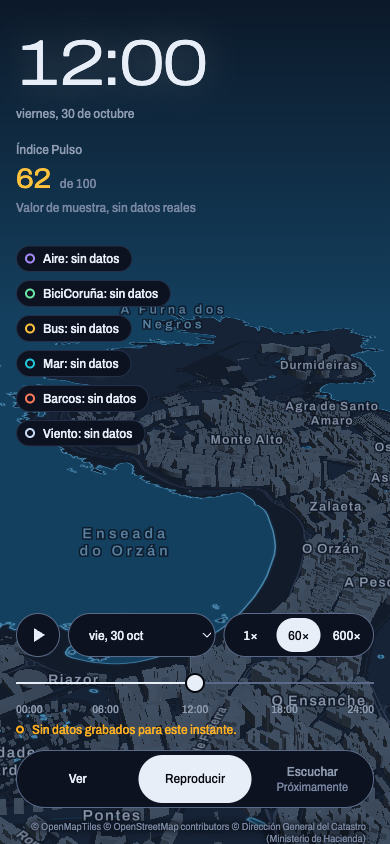 12:00
viernes, 30 de octubre
Índice Pulso
62 de 100
Valor de muestra, sin datos reales
Aire: sin datos
BiciCoruña: sin datos
A Furna dos
Negros
Bus: sin datos
Mar: sin datos
Durmideiras
Barcos: sin datos
Agra de Santo
Amaro
Viento: sin datos
Monte Alto
Os
As
Zalaeta
Enseada
do Orzán
O Orzán
A Pesc
vie, 30 oct
1×
60×
600×
Riazor
O Ensanche
00:00
06:00
12:00
18:00
24:00
Sin datos grabados para este instante.
Ver
Reproducir
Escuchar
Próximamente
Pontes
© OpenMapTiles © OpenStreetMap contributors © Dirección General del Catastro
(Ministerio de Hacienda)